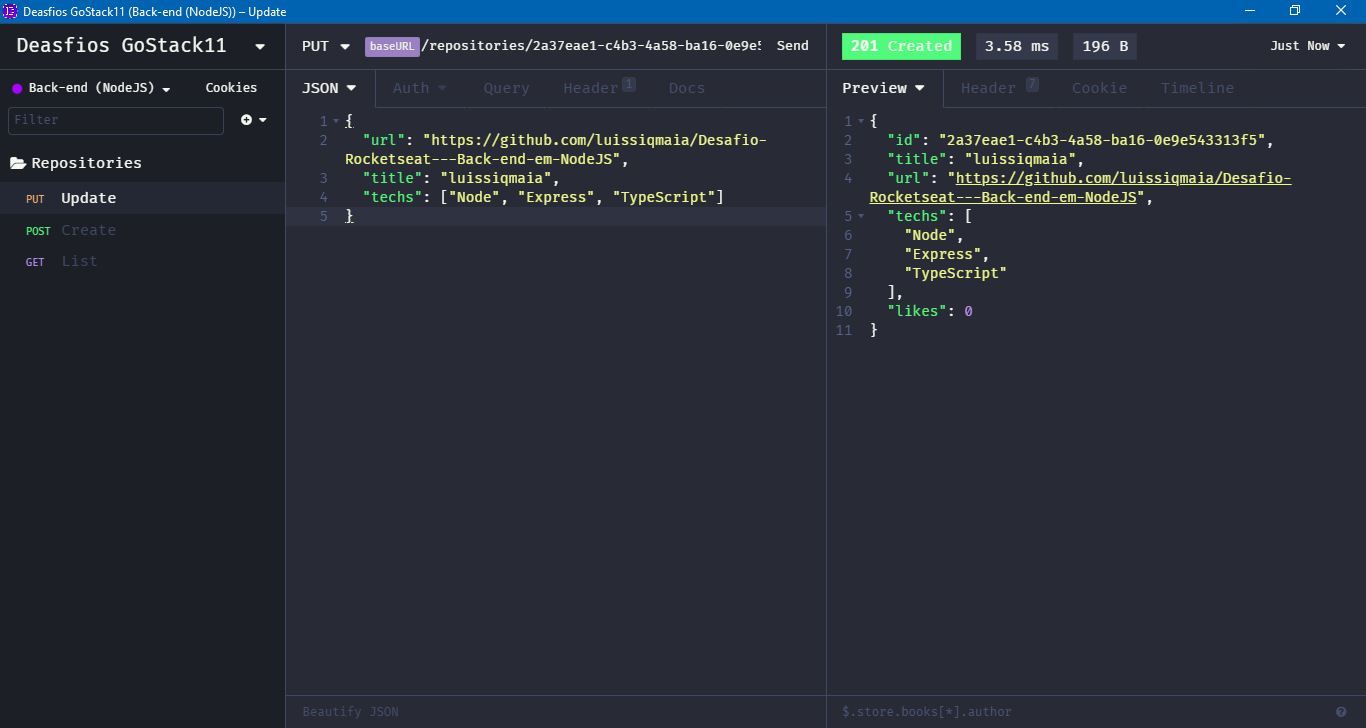 Deasfios GoStack11 (Back-end (NodeJS)) – Update
Deasfios GoStack11
PUT baseURL/repositories/2a37eae1-c4b3-4a58-ba16-0e9e5 Send
201 Created 3.58 ms 196 B Just Now
Back-end (NodeJS) Cookies
Filter
Repositories
PUT Update
POST Create
GET List
JSON Auth Query Header 1 Docs
1 {
2 "url": "https://github.com/luissiqmaia/Desafio-
Rocketseat---Back-end-em-NodeJS",
3 "title": "luissiqmaia",
4 "techs": ["Node", "Express", "TypeScript"]
5 }
Beautify JSON
Preview Header 7 Cookie Timeline
1 {
2 "id": "2a37eae1-c4b3-4a58-ba16-0e9e543313f5",
3 "title": "luissiqmaia",
4 "url": "https://github.com/luissiqmaia/Desafio-
Rocketseat---Back-end-em-NodeJS",
5 "techs": [
6 "Node",
7 "Express",
8 "TypeScript"
9 ],
10 "likes": 0
11 }
$.store.books[*].author